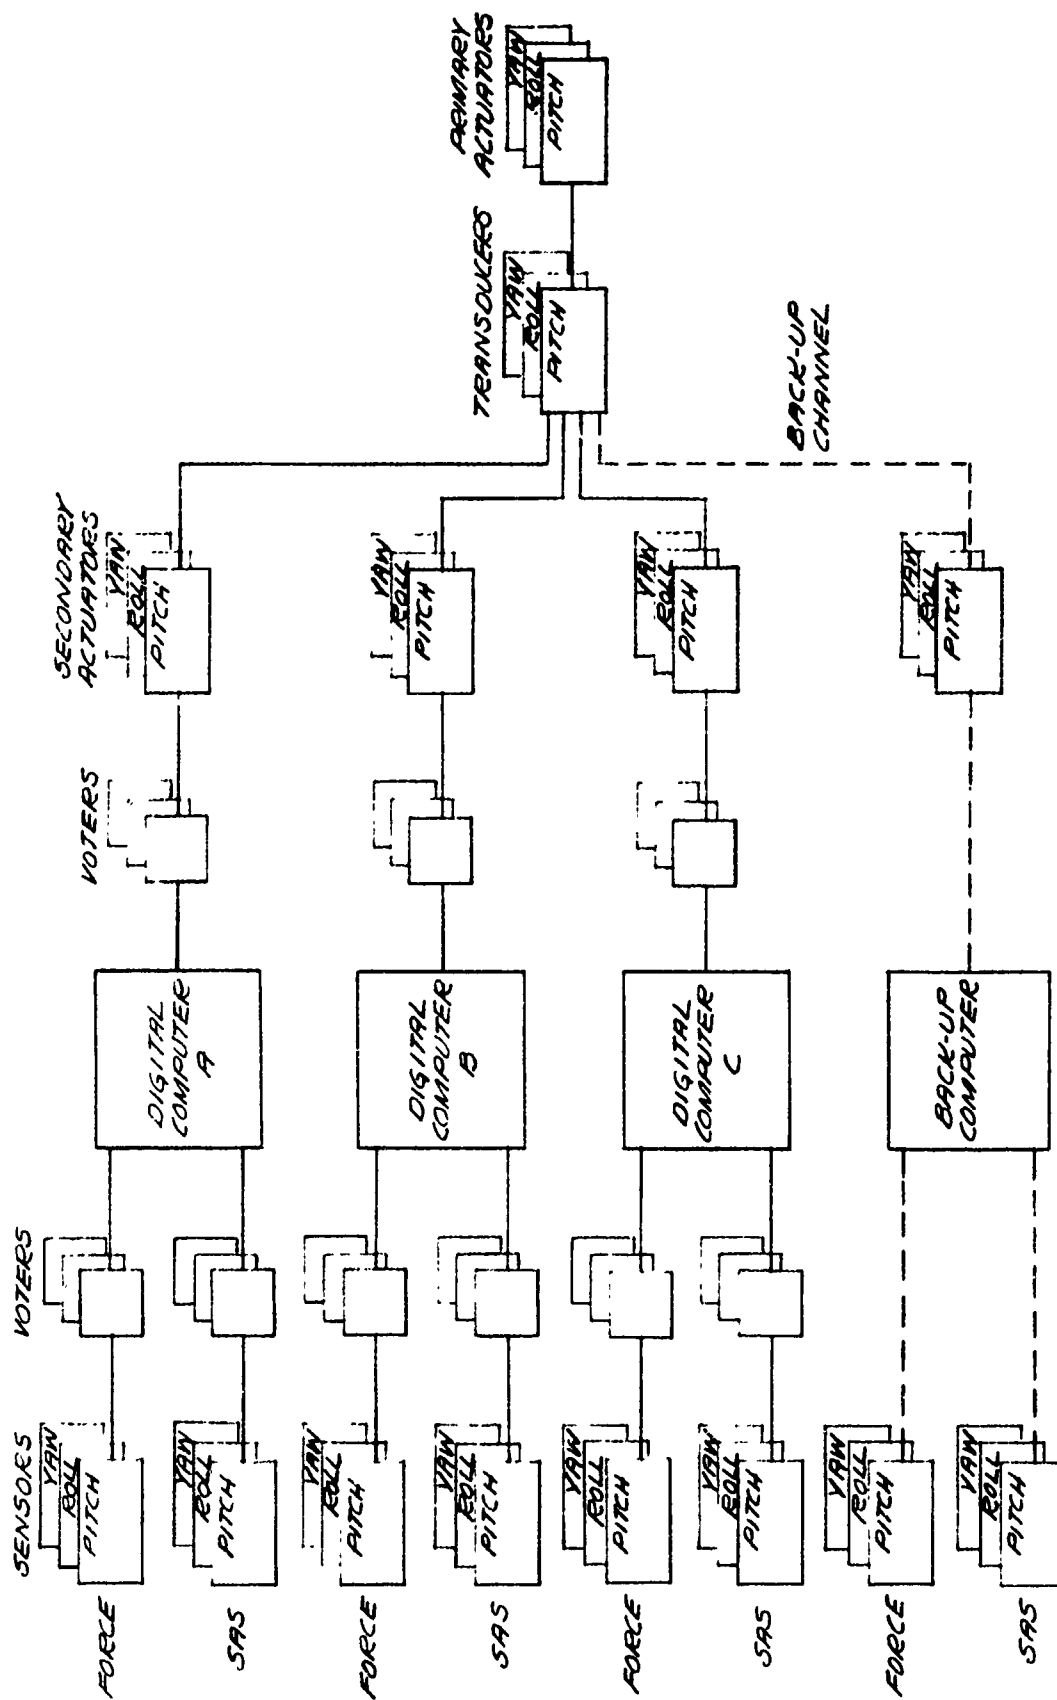 SENSORS
VOTERS
VOTERS
SECONDARY
ACTUATORS
TRANSDUCERS
PRIMARY
ACTUATORS
FORCE
YAW
ROLL
PITCH
SAS
YAW
ROLL
PITCH
DIGITAL
COMPUTER
A
YAW
ROLL
PITCH
FORCE
YAW
ROLL
PITCH
SAS
YAW
ROLL
PITCH
DIGITAL
COMPUTER
B
YAW
ROLL
PITCH
YAW
ROLL
PITCH
YAW
ROLL
PITCH
FORCE
YAW
ROLL
PITCH
SAS
YAW
ROLL
PITCH
DIGITAL
COMPUTER
C
YAW
ROLL
PITCH
BACK-UP
CHANNEL
FORCE
YAW
ROLL
PITCH
SAS
YAW
ROLL
PITCH
BACK-UP
COMPUTER
YAW
ROLL
PITCH